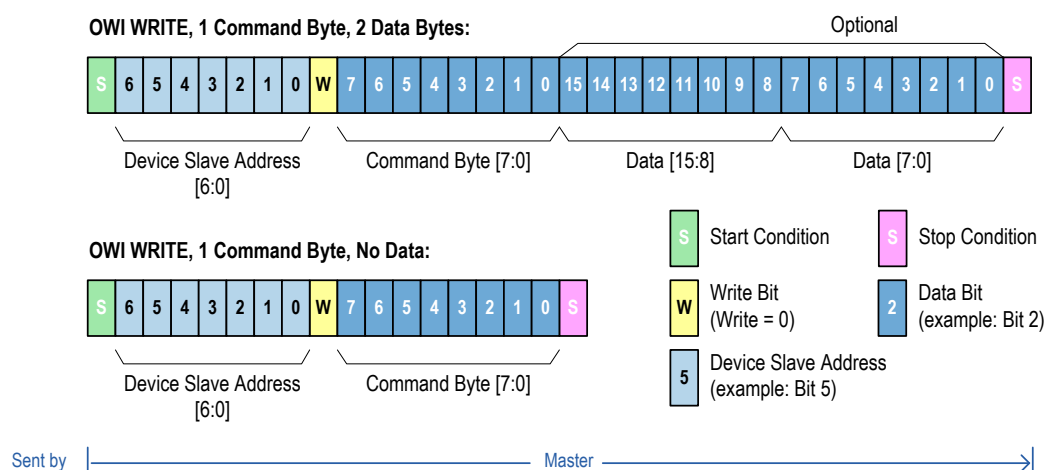 OWI WRITE, 1 Command Byte, 2 Data Bytes:
Optional
S 6 5 4 3 2 1 0 W 7 6 5 4 3 2 1 0 15 14 13 12 11 10 9 8 7 6 5 4 3 2 1 0 S
Device Slave Address
[6:0]
Command Byte [7:0]
Data [15:8]
Data [7:0]
OWI WRITE, 1 Command Byte, No Data:
S 6 5 4 3 2 1 0 W 7 6 5 4 3 2 1 0 S
Device Slave Address
[6:0]
Command Byte [7:0]
S Start Condition
S Stop Condition
W Write Bit
(Write = 0)
2 Data Bit
(example: Bit 2)
5 Device Slave Address
(example: Bit 5)
Sent by Master